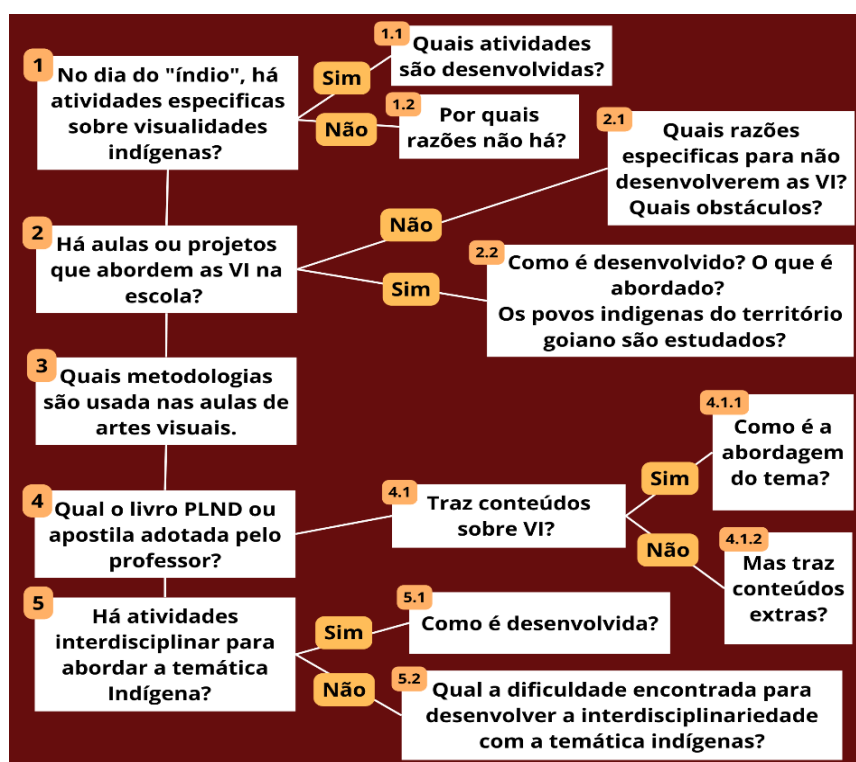 1
No dia do "índio", há
atividades especificas
sobre visualidades
indígenas?
Sim
1.1
Quais atividades
são desenvolvidas?
Não
1.2
Por quais
razões não há?
2
Há aulas ou projetos
que abordem as VI na
escola?
Não
2.1
Quais razões
especificas para não
desenvolverem as VI?
Quais obstáculos?
Sim
2.2
Como é desenvolvido? O que é
abordado?
Os povos indigenas do território
goiano são estudados?
3
Quais metodologias
são usada nas aulas de
artes visuais.
4
Qual o livro PLND ou
apostila adotada pelo
professor?
4.1
Traz conteúdos
sobre VI?
Sim
4.1.1
Como é a
abordagem
do tema?
Não
4.1.2
Mas traz
conteúdos
extras?
5
Há atividades
interdisciplinar para
abordar a temática
Indígena?
Sim
5.1
Como é desenvolvida?
Não
5.2
Qual a dificuldade encontrada para
desenvolver a interdisciplinariedade
com a temática indígenas?